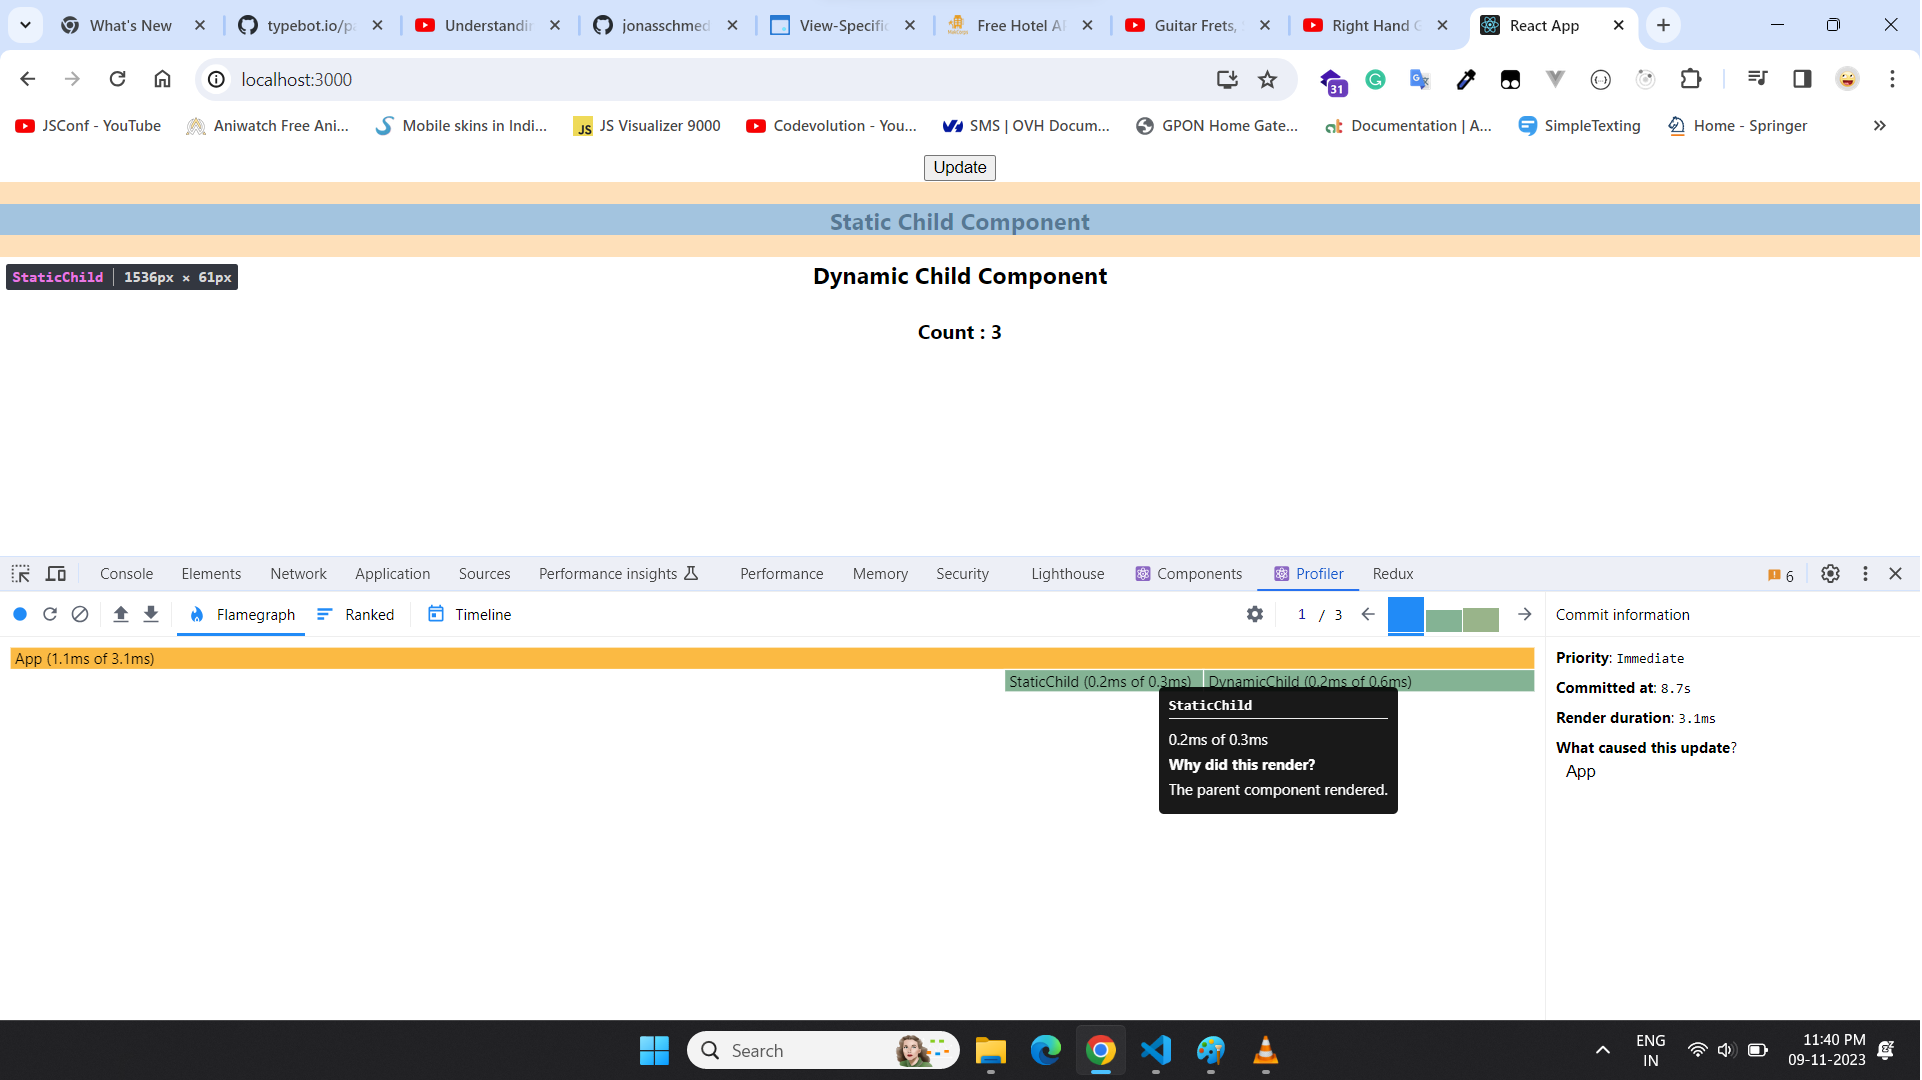 What's New
typebot.io/pa
Understandin
jonasschmed
View-Specific
Free Hotel AP
Guitar Frets,
Right Hand G
React App
localhost:3000
31
JSConf - YouTube
Aniwatch Free Ani...
Mobile skins in Indi...
JS Visualizer 9000
Codevolution - You...
SMS | OVH Docum...
GPON Home Gate...
Documentation | A...
SimpleTexting
Home - Springer
Update
Static Child Component
StaticChild | 1536px × 61px
Dynamic Child Component
Count : 3
Console
Elements
Network
Application
Sources
Performance insights
Performance
Memory
Security
Lighthouse
Components
Profiler
Redux
6
Flamegraph
Ranked
Timeline
1 / 3
Commit information
App (1.1ms of 3.1ms)
StaticChild (0.2ms of 0.3ms)
DynamicChild (0.2ms of 0.6ms)
StaticChild
0.2ms of 0.3ms
Why did this render?
The parent component rendered.
Priority: Immediate
Committed at: 8.7s
Render duration: 3.1ms
What caused this update?
App
Search
ENG
IN
11:40 PM
09-11-2023